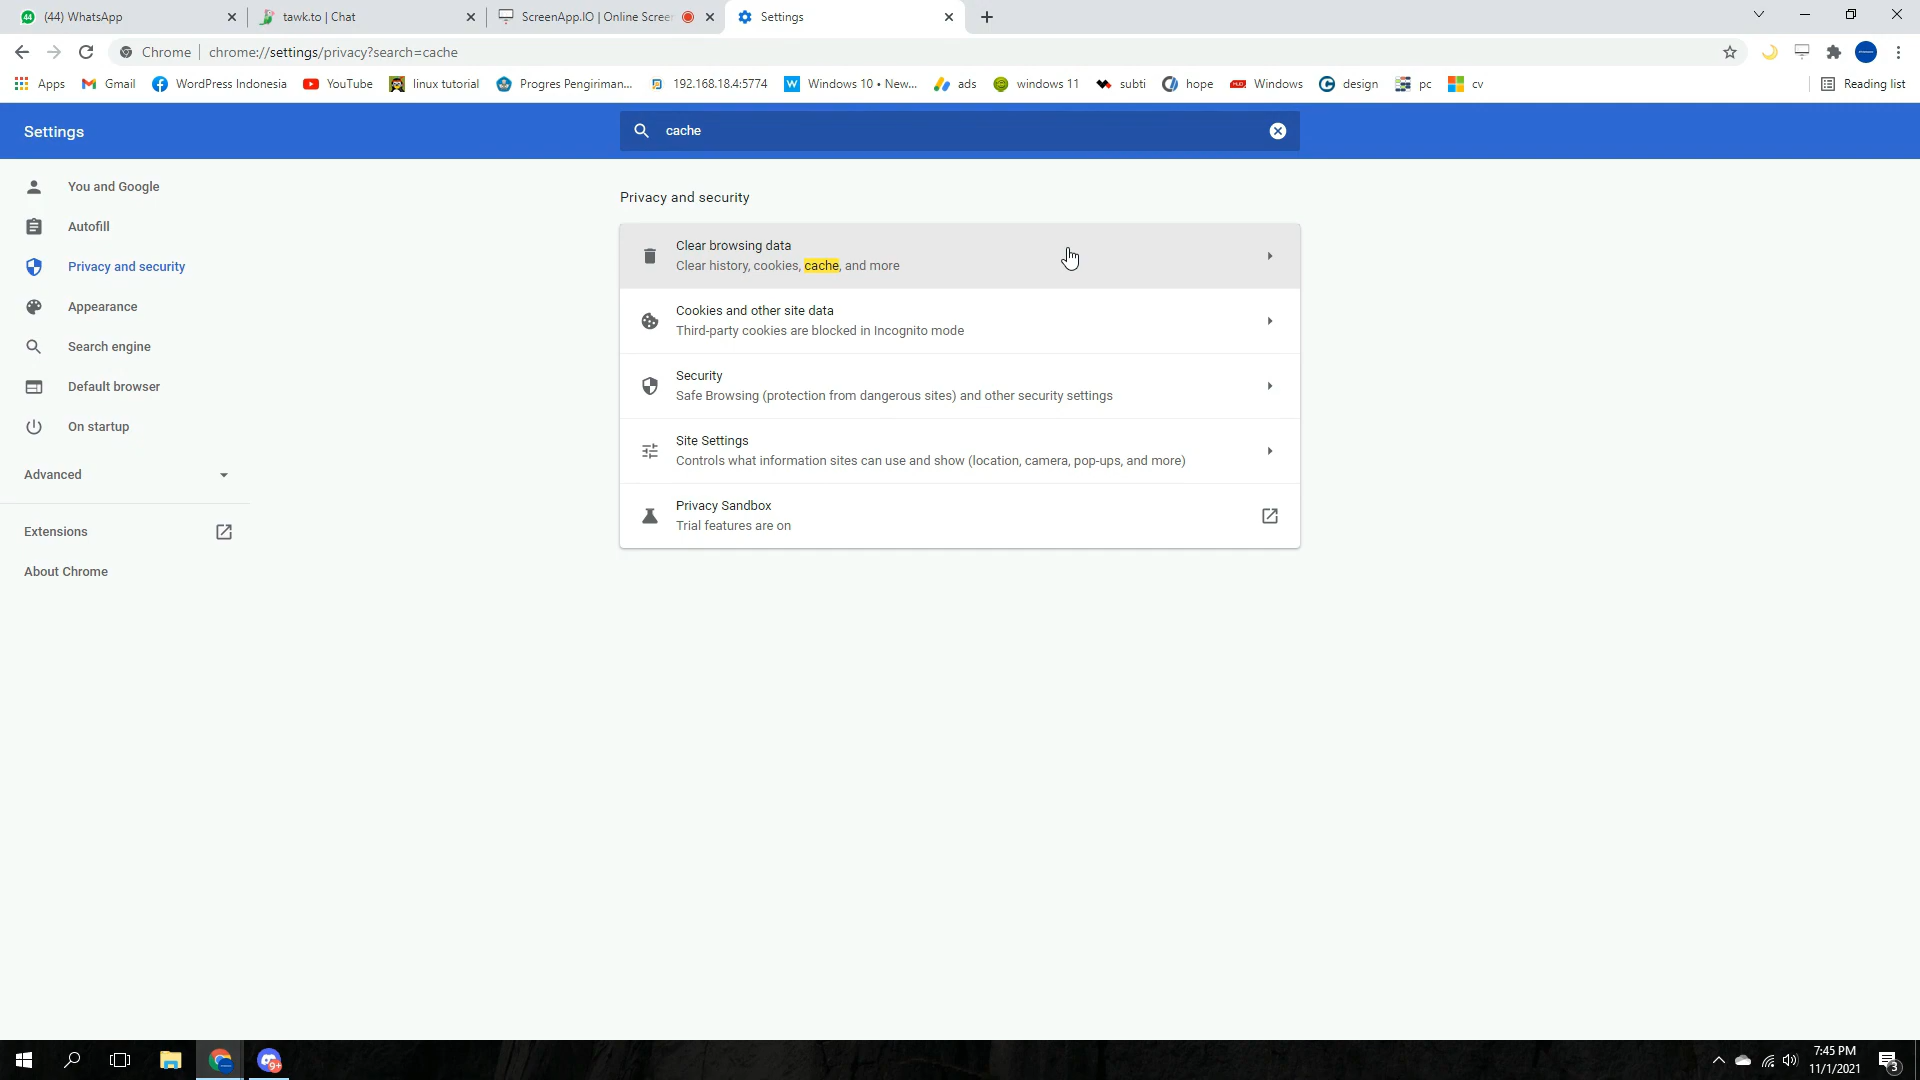 44 (44) WhatsApp
tawk.to | Chat
ScreenApp.IO | Online Screen
Settings
Chrome
chrome://settings/privacy?search=cache
Apps
Gmail
WordPress Indonesia
YouTube
linux tutorial
Progres Pengiriman...
192.168.18.4:5774
Windows 10 • New...
ads
windows 11
subti
hope
Windows
design
pc
cv
Reading list
Settings
cache
You and Google
Autofill
Privacy and security
Appearance
Search engine
Default browser
On startup
Advanced
Extensions
About Chrome
Privacy and security
Clear browsing data
Clear history, cookies, cache, and more
Cookies and other site data
Third-party cookies are blocked in Incognito mode
Security
Safe Browsing (protection from dangerous sites) and other security settings
Site Settings
Controls what information sites can use and show (location, camera, pop-ups, and more)
Privacy Sandbox
Trial features are on
9+
7:45 PM
11/1/2021
3